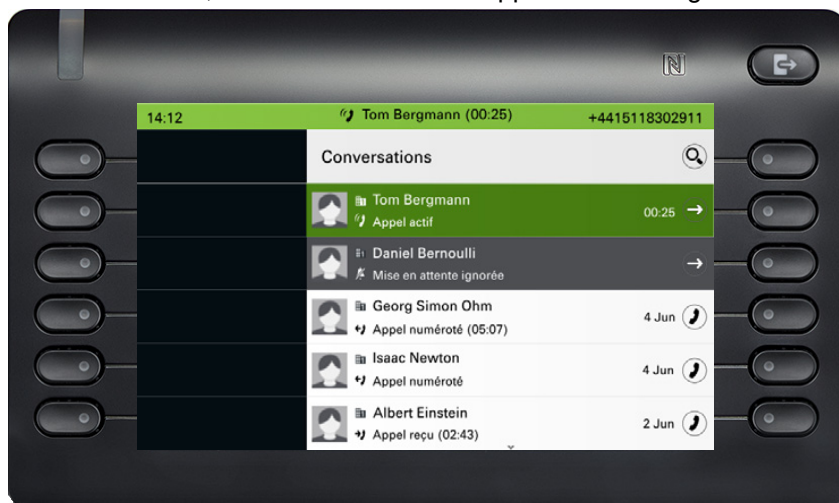 14:12 Tom Bergmann (00:25) +4415118302911
Conversations
Tom Bergmann
Appel actif 00:25
Daniel Bernoulli
Mise en attente ignorée
Georg Simon Ohm
Appel numéroté (05:07) 4 Jun
Isaac Newton
Appel numéroté 4 Jun
Albert Einstein
Appel reçu (02:43) 2 Jun